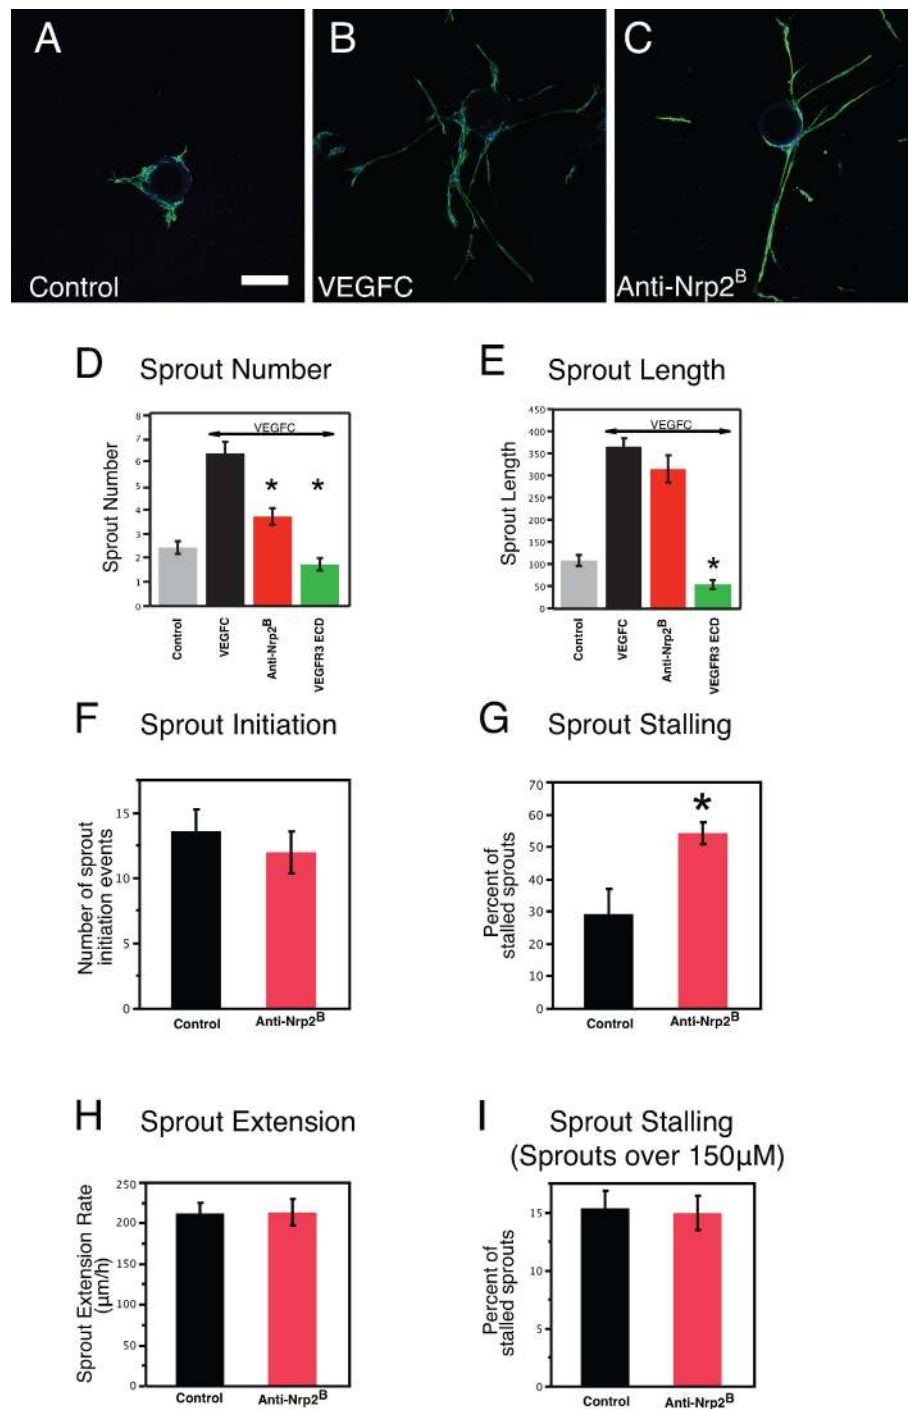 A
B
C
Control
VEGFC
Anti-Nrp2B
D Sprout Number
Sprout Number
8
7
6
5
4
3
2
1
0
VEGFC
*
*
Control
VEGFC
Anti-Nrp2B
VEGFR3 ECD
E Sprout Length
Sprout Length
450
400
350
300
250
200
150
100
50
0
VEGFC
*
Control
VEGFC
Anti-Nrp2B
VEGFR3 ECD
F Sprout Initiation
Number of sprout
initiation events
15
10
5
0
Control
Anti-Nrp2B
G Sprout Stalling
Percent of
stalled sprouts
70
60
50
40
30
20
10
0
*
Control
Anti-Nrp2B
H Sprout Extension
Sprout Extension Rate
(µm/h)
250
200
150
100
50
0
Control
Anti-Nrp2B
I Sprout Stalling
(Sprouts over 150µM)
Percent of
stalled sprouts
15
10
5
0
Control
Anti-Nrp2B